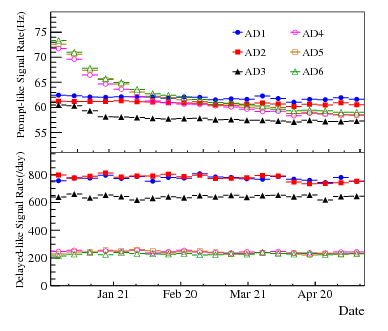 Prompt-like Signal Rate(Hz)
75
70
65
60
55
AD1 AD4
AD2 AD5
AD3 AD6
Delayed-like Signal Rate(/day)
800
600
400
200
0
Jan 21 Feb 20 Mar 21 Apr 20
Date